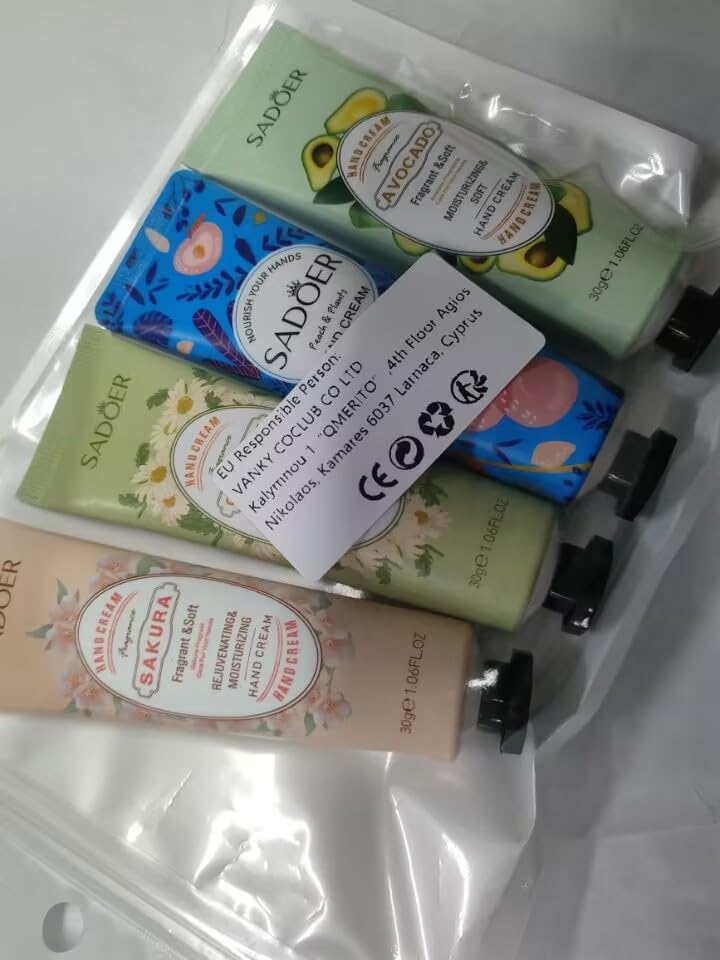 SADOER
HAND CREAM
Fragrance
AVOCADO
Fragrant &Soft
MOISTURIZING&
SOFT
HAND CREAM
HAND CREAM
30g℮1.06FL.OZ
NOURISH YOUR HANDS
SADOER
Peach & Plants
CREAM
EU Responsible Person:
VANKY COCLUB CO LTD
Kalymnou 1 "QMERITO" ,4th Floor Agios
Nikolaos, Kamares 6037 Larnaca, Cyprus
CE
SADOER
HAND CREAM
30g℮1.06FL.OZ
DOER
HAND CREAM
Fragrance
SAKURA
Fragrant &Soft
REJUVENATING&
MOISTURIZING
HAND CREAM
HAND CREAM
30g℮1.06FL.OZ